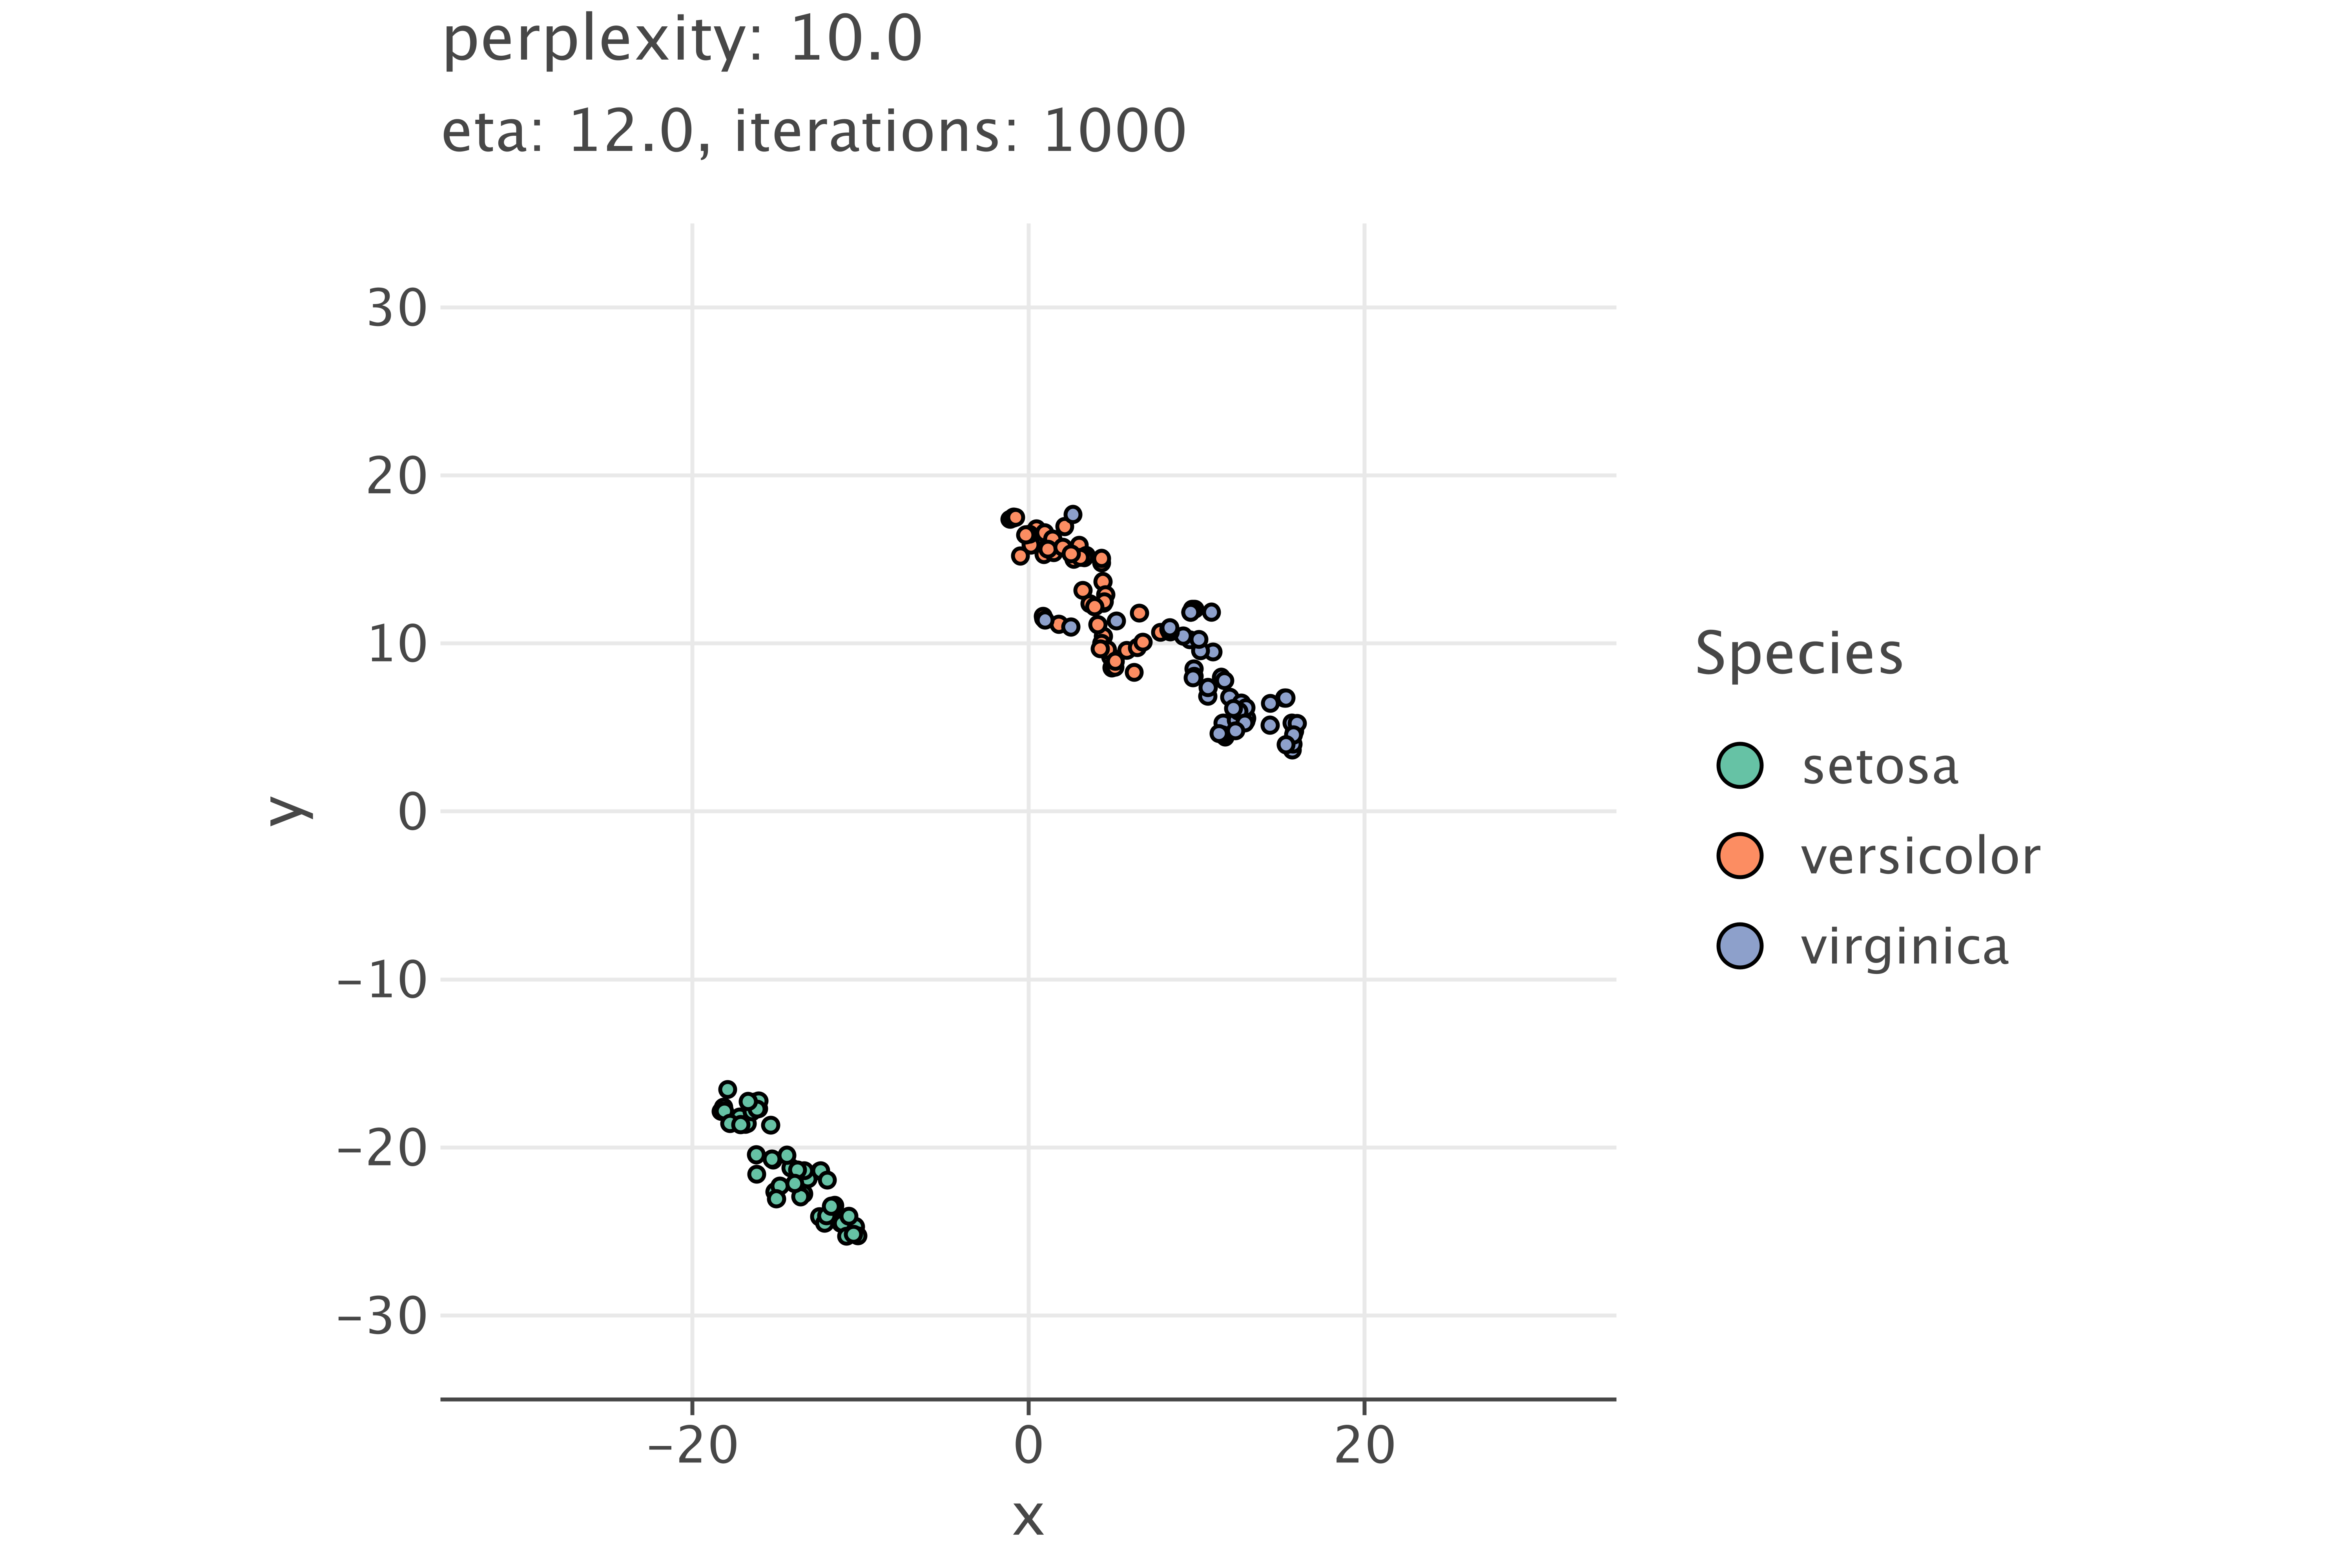 perplexity: 10.0
eta: 12.0, iterations: 1000
30
20
10
0
-10
-20
-30
y
-20
0
20
x
Species
setosa
versicolor
virginica